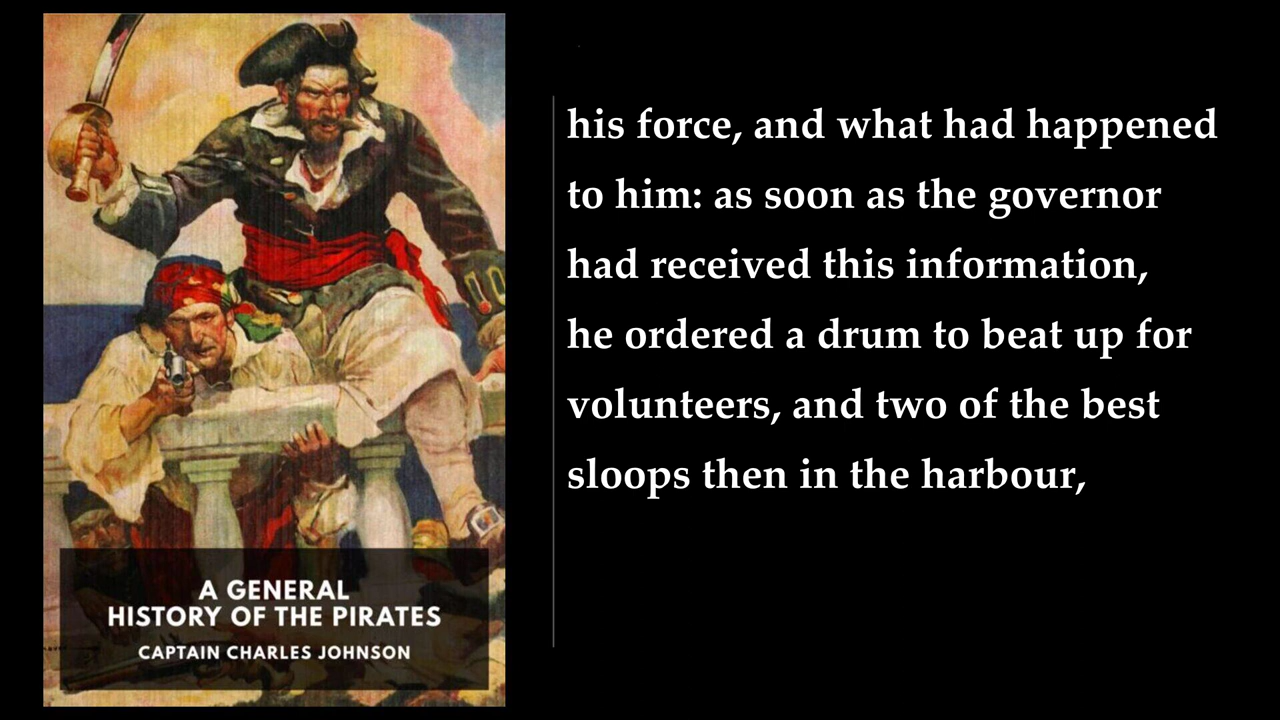 his force, and what had happened
to him: as soon as the governor
had received this information,
he ordered a drum to beat up for
volunteers, and two of the best
sloops then in the harbour,
A GENERAL
HISTORY OF THE PIRATES
CAPTAIN CHARLES JOHNSON